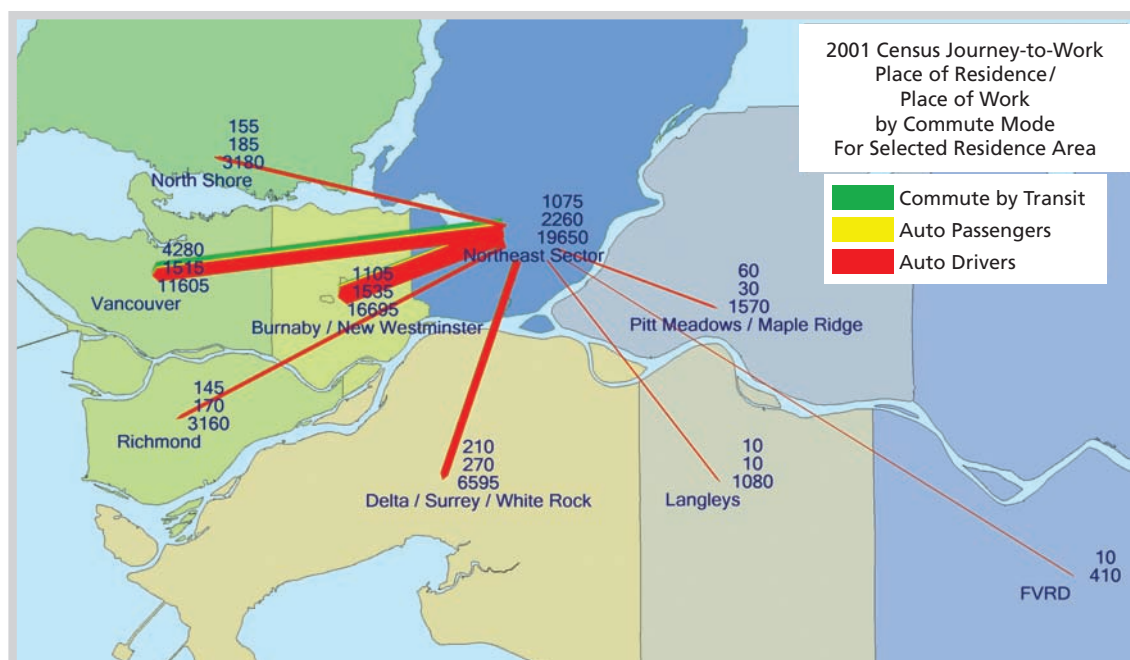 2001 Census Journey-to-Work
Place of Residence/
Place of Work
by Commute Mode
For Selected Residence Area
Commute by Transit
Auto Passengers
Auto Drivers
155
185
3180
North Shore
1075
2260
19650
Northeast Sector
4280
1515
11605
Vancouver
1105
1535
16695
Burnaby / New Westminster
60
30
1570
Pitt Meadows / Maple Ridge
145
170
3160
Richmond
210
270
6595
Delta / Surrey / White Rock
10
10
1080
Langleys
10
410
FVRD